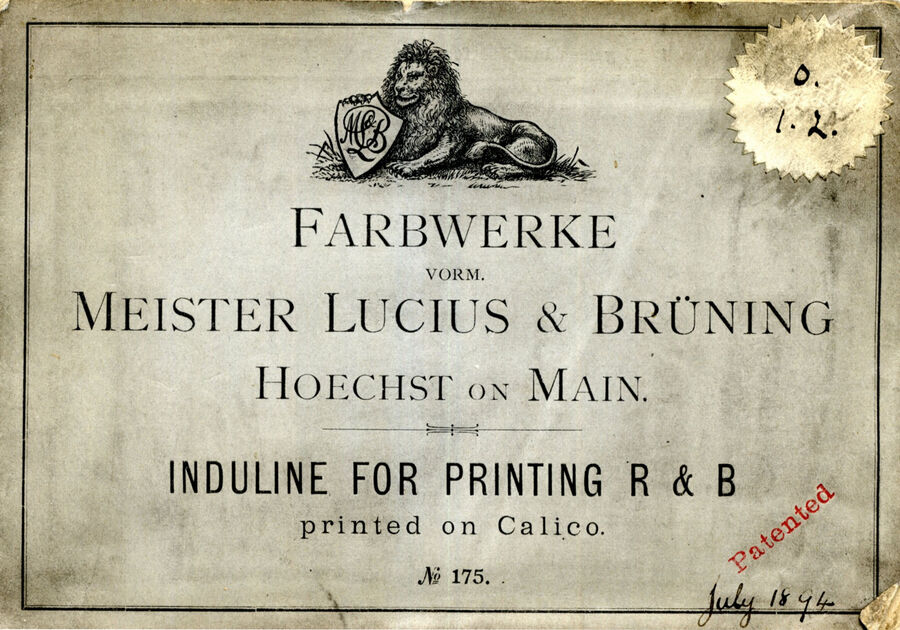 O.
1. 2.
ML&B
FARBWERKE
VORM.
MEISTER LUCIUS & BRÜNING
HOECHST ON MAIN.
INDULINE FOR PRINTING R & B
printed on Calico.
№ 175.
Patented
July 1894